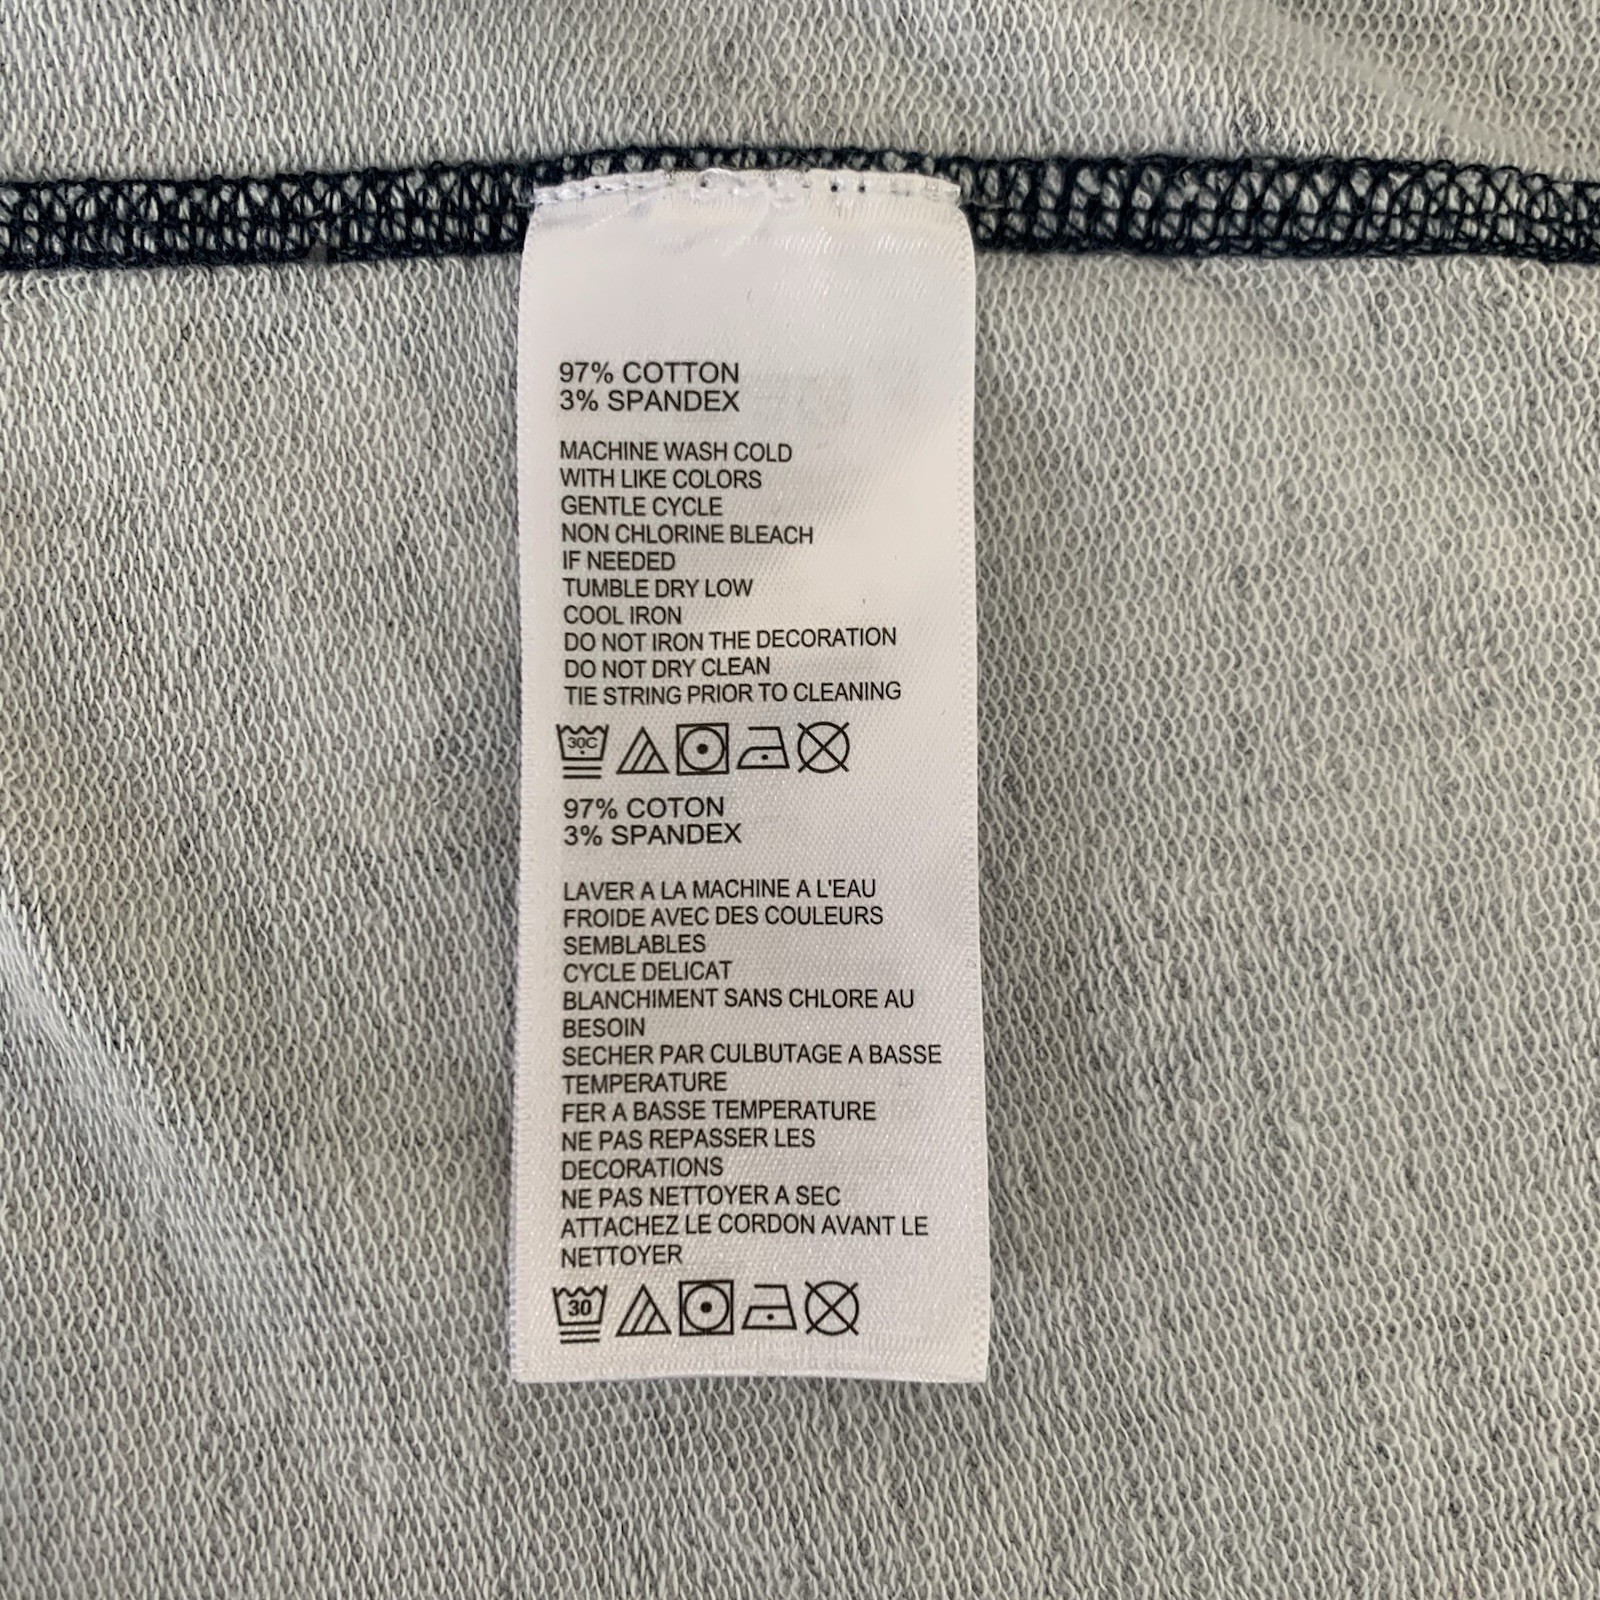 97% COTTON
3% SPANDEX
MACHINE WASH COLD
WITH LIKE COLORS
GENTLE CYCLE
NON CHLORINE BLEACH
IF NEEDED
TUMBLE DRY LOW
COOL IRON
DO NOT IRON THE DECORATION
DO NOT DRY CLEAN
TIE STRING PRIOR TO CLEANING
30C
97% COTON
3% SPANDEX
LAVER A LA MACHINE A L'EAU
FROIDE AVEC DES COULEURS
SEMBLABLES
CYCLE DELICAT
BLANCHIMENT SANS CHLORE AU
BESOIN
SECHER PAR CULBUTAGE A BASSE
TEMPERATURE
FER A BASSE TEMPERATURE
NE PAS REPASSER LES
DECORATIONS
NE PAS NETTOYER A SEC
ATTACHEZ LE CORDON AVANT LE
NETTOYER
30